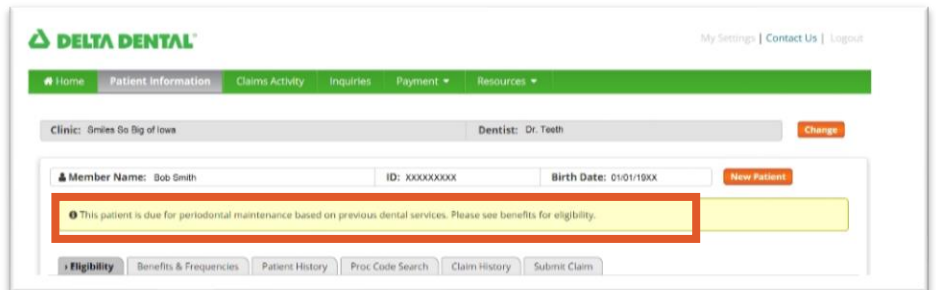 DELTA DENTAL
My Settings | Contact Us | Logout
Home Patient Information Claims Activity Inquiries Payment Resources
Clinic: Smiles So Big of Iowa Dentist: Dr. Teeth Change
Member Name: Bob Smith ID: XXXXXXXXX Birth Date: 01/01/19XX New Patient
This patient is due for periodontal maintenance based on previous dental services. Please see benefits for eligibility.
Eligibility Benefits & Frequencies Patient History Proc Code Search Claim History Submit Claim